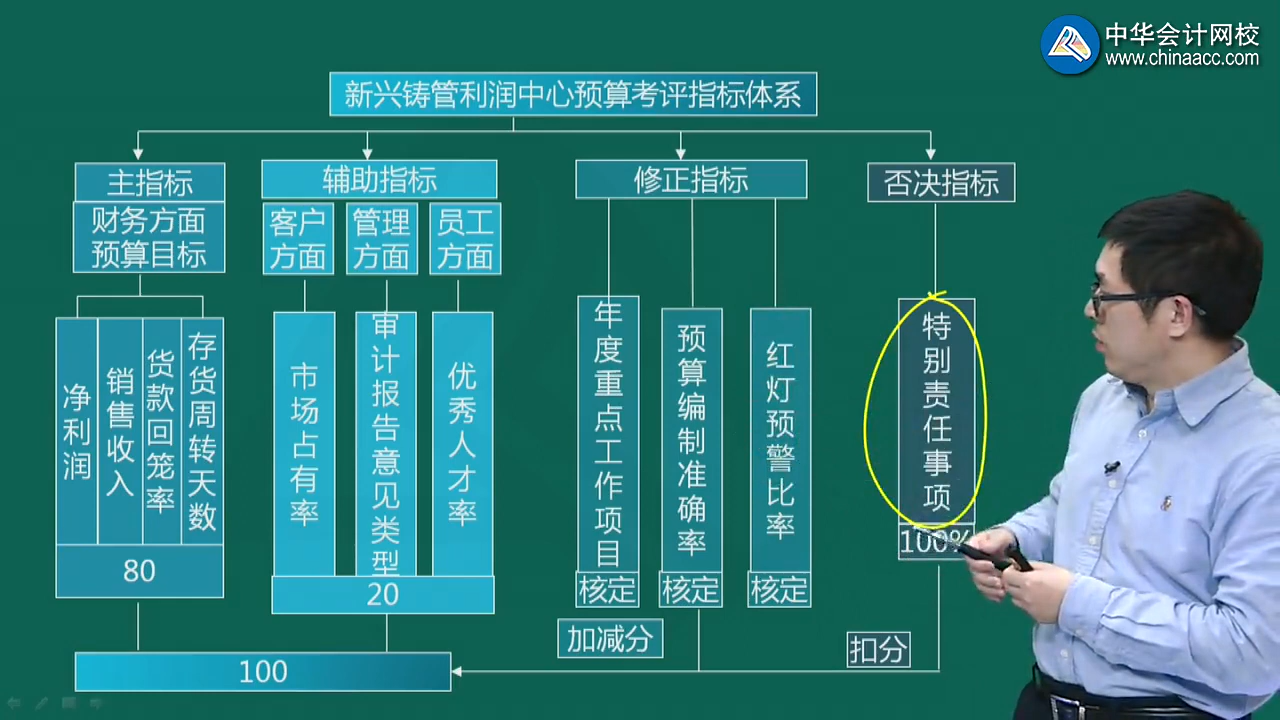 中华会计网校
www.chinaacc.com
新兴铸管利润中心预算考评指标体系
主指标
财务方面
预算目标
净利润
销售收入
货款回笼率
存货周转天数
80
辅助指标
客户
方面
管理
方面
员工
方面
市场占有率
审计报告意见类型
优秀人才率
20
修正指标
年度重点工作项目
预算编制准确率
红灯预警比率
核定
核定
核定
加减分
否决指标
特别责任事项
100%
扣分
100